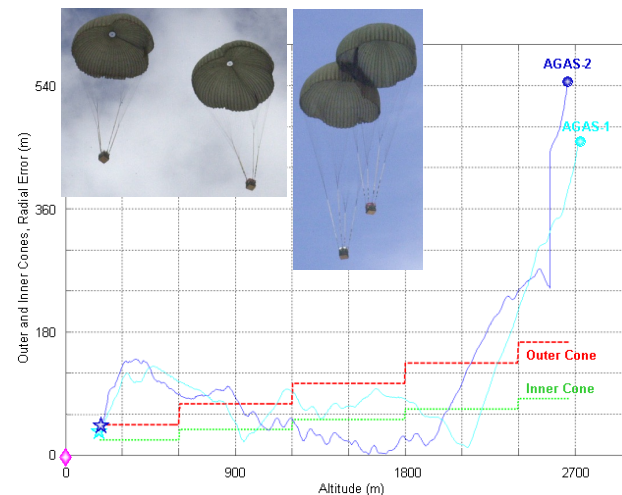 AGAS-2
AGAS-1
Outer Cone
Inner Cone
Outer and Inner Cones, Radial Error (m)
540
360
180
0
0
900
1800
2700
Altitude (m)